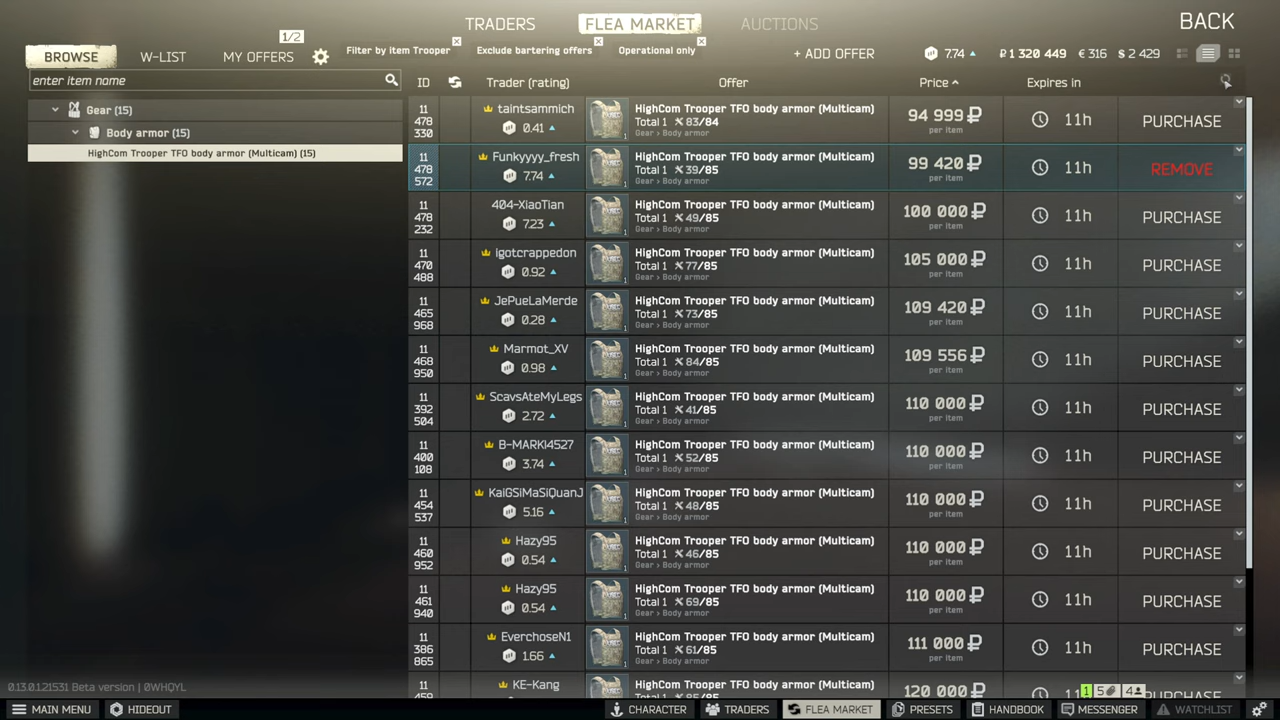 TRADERS
FLEA MARKET
AUCTIONS
BACK
1/2
BROWSE
W-LIST
MY OFFERS
Filter by item Trooper
Exclude bartering offers
Operational only
+ ADD OFFER
7.74
₽ 1 320 449
€ 316
$ 2 429
enter item name
ID
Trader (rating)
Offer
Price
Expires in
Gear (15)
Body armor (15)
HighCom Trooper TFO body armor (Multicam) (15)
11 478 330 taintsammich 0.41 HighCom Trooper TFO body armor (Multicam) Total 1 83/84 Gear > Body armor 94 999 ₽ per item 11h PURCHASE
11 478 572 Funkyyyy_fresh 7.74 HighCom Trooper TFO body armor (Multicam) Total 1 39/85 Gear > Body armor 99 420 ₽ per item 11h REMOVE
11 478 232 404-XiaoTian 7.23 HighCom Trooper TFO body armor (Multicam) Total 1 49/85 Gear > Body armor 100 000 ₽ per item 11h PURCHASE
11 470 488 igotcrappedon 0.92 HighCom Trooper TFO body armor (Multicam) Total 1 77/85 Gear > Body armor 105 000 ₽ per item 11h PURCHASE
11 465 968 JePueLaMerde 0.28 HighCom Trooper TFO body armor (Multicam) Total 1 73/85 Gear > Body armor 109 420 ₽ per item 11h PURCHASE
11 468 950 Marmot_XV 0.98 HighCom Trooper TFO body armor (Multicam) Total 1 84/85 Gear > Body armor 109 556 ₽ per item 11h PURCHASE
11 392 504 ScavsAteMyLegs 2.72 HighCom Trooper TFO body armor (Multicam) Total 1 41/85 Gear > Body armor 110 000 ₽ per item 11h PURCHASE
11 400 108 B-MARKI4527 3.74 HighCom Trooper TFO body armor (Multicam) Total 1 52/85 Gear > Body armor 110 000 ₽ per item 11h PURCHASE
11 454 537 KaiGSiMaSiQuanJ 5.16 HighCom Trooper TFO body armor (Multicam) Total 1 48/85 Gear > Body armor 110 000 ₽ per item 11h PURCHASE
11 460 952 Hazy95 0.54 HighCom Trooper TFO body armor (Multicam) Total 1 46/85 Gear > Body armor 110 000 ₽ per item 11h PURCHASE
11 461 940 Hazy95 0.54 HighCom Trooper TFO body armor (Multicam) Total 1 69/85 Gear > Body armor 110 000 ₽ per item 11h PURCHASE
11 386 865 EverchoseN1 1.66 HighCom Trooper TFO body armor (Multicam) Total 1 61/85 Gear > Body armor 111 000 ₽ per item 11h PURCHASE
11 KE-Kang HighCom Trooper TFO body armor (Multicam) 120 000 ₽ 11h PURCHASE
0.13.0.1.21531 Beta version | 0WHQYL
1
5
4
MAIN MENU
HIDEOUT
CHARACTER
TRADERS
FLEA MARKET
PRESETS
HANDBOOK
MESSENGER
WATCHLIST